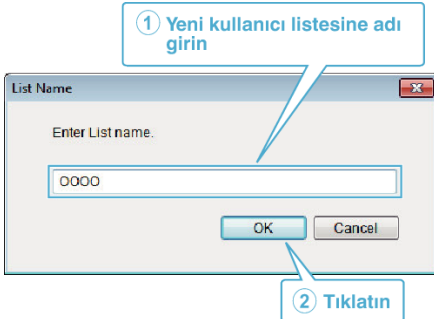 ① Yeni kullanıcı listesine adı
girin
List Name
Enter List name.
OOOO
OK Cancel
② Tıklatın